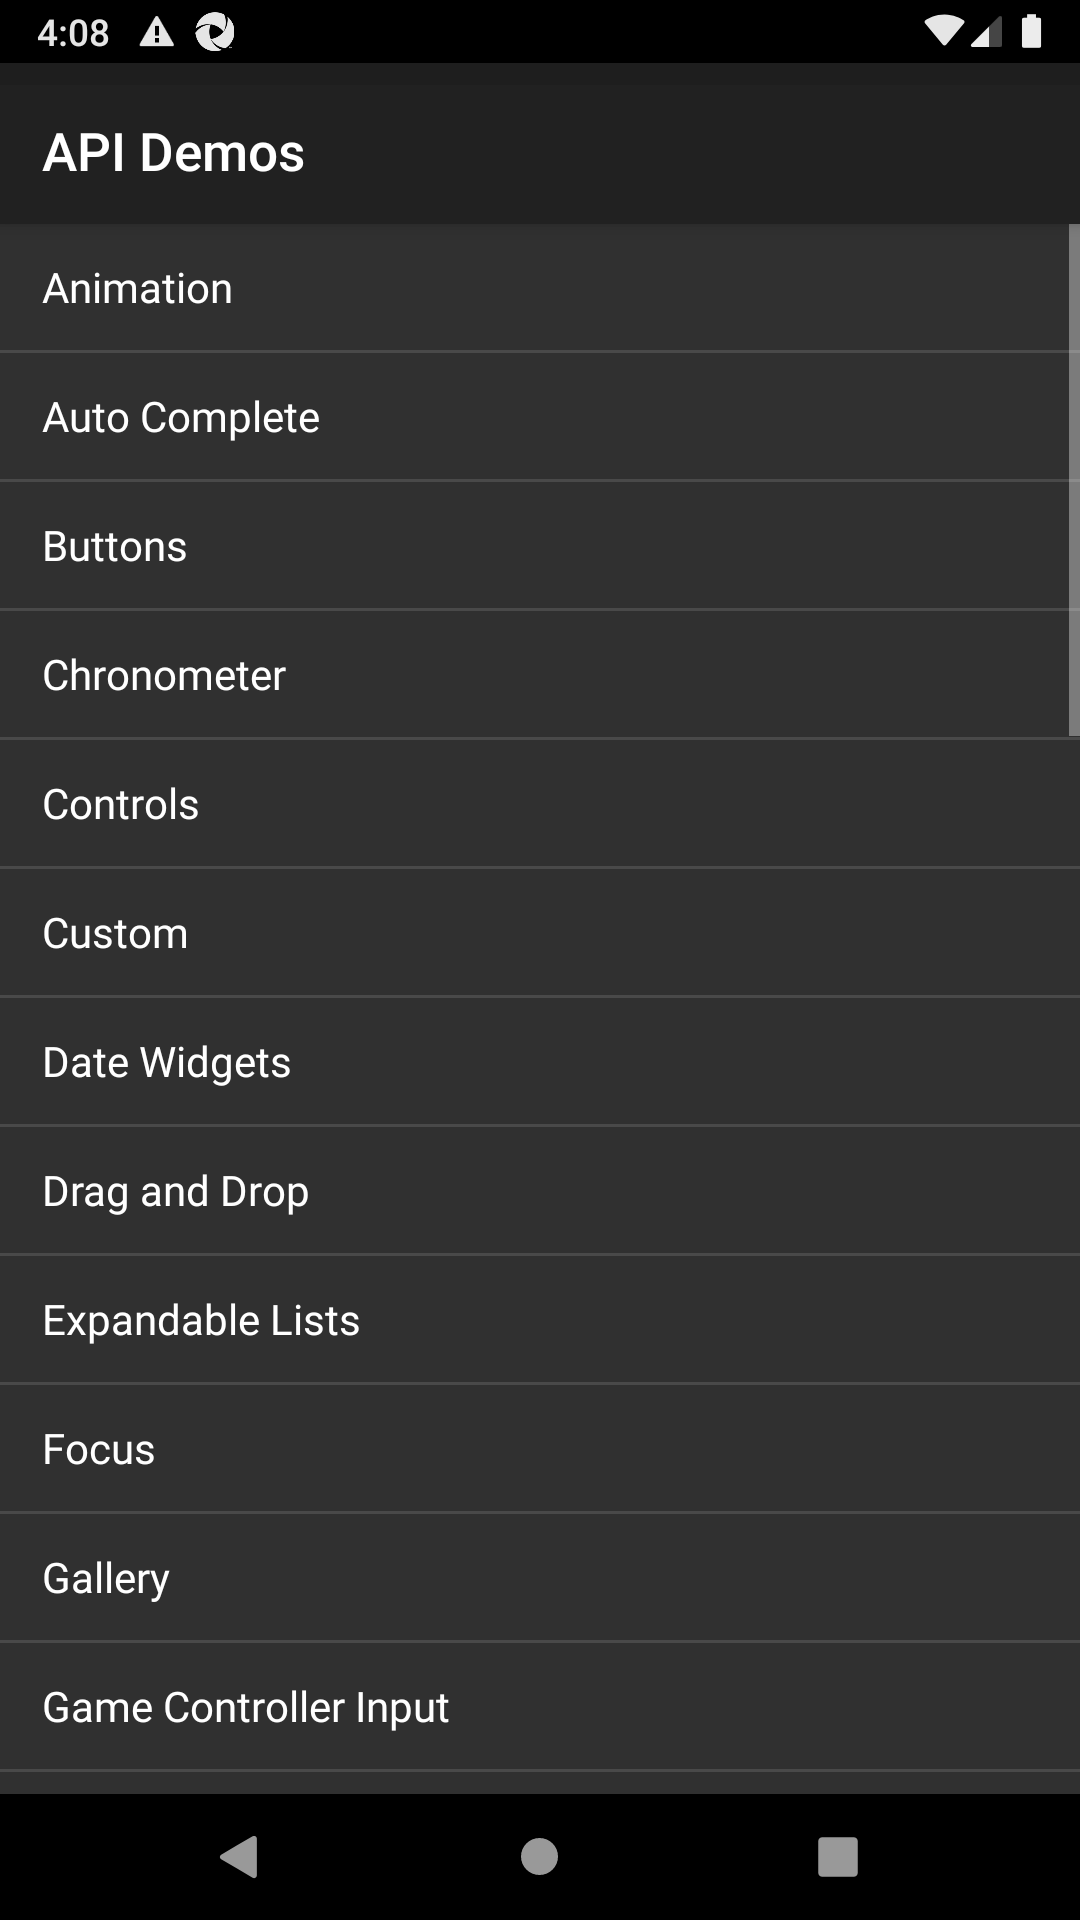 4:08
API Demos
Animation
Auto Complete
Buttons
Chronometer
Controls
Custom
Date Widgets
Drag and Drop
Expandable Lists
Focus
Gallery
Game Controller Input